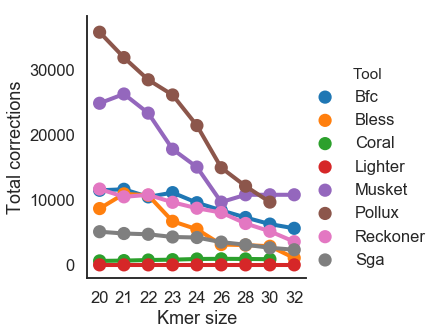 Total corrections
30000
20000
10000
0
20 21 22 23 24 26 28 30 32
Kmer size
Tool
Bfc
Bless
Coral
Lighter
Musket
Pollux
Reckoner
Sga